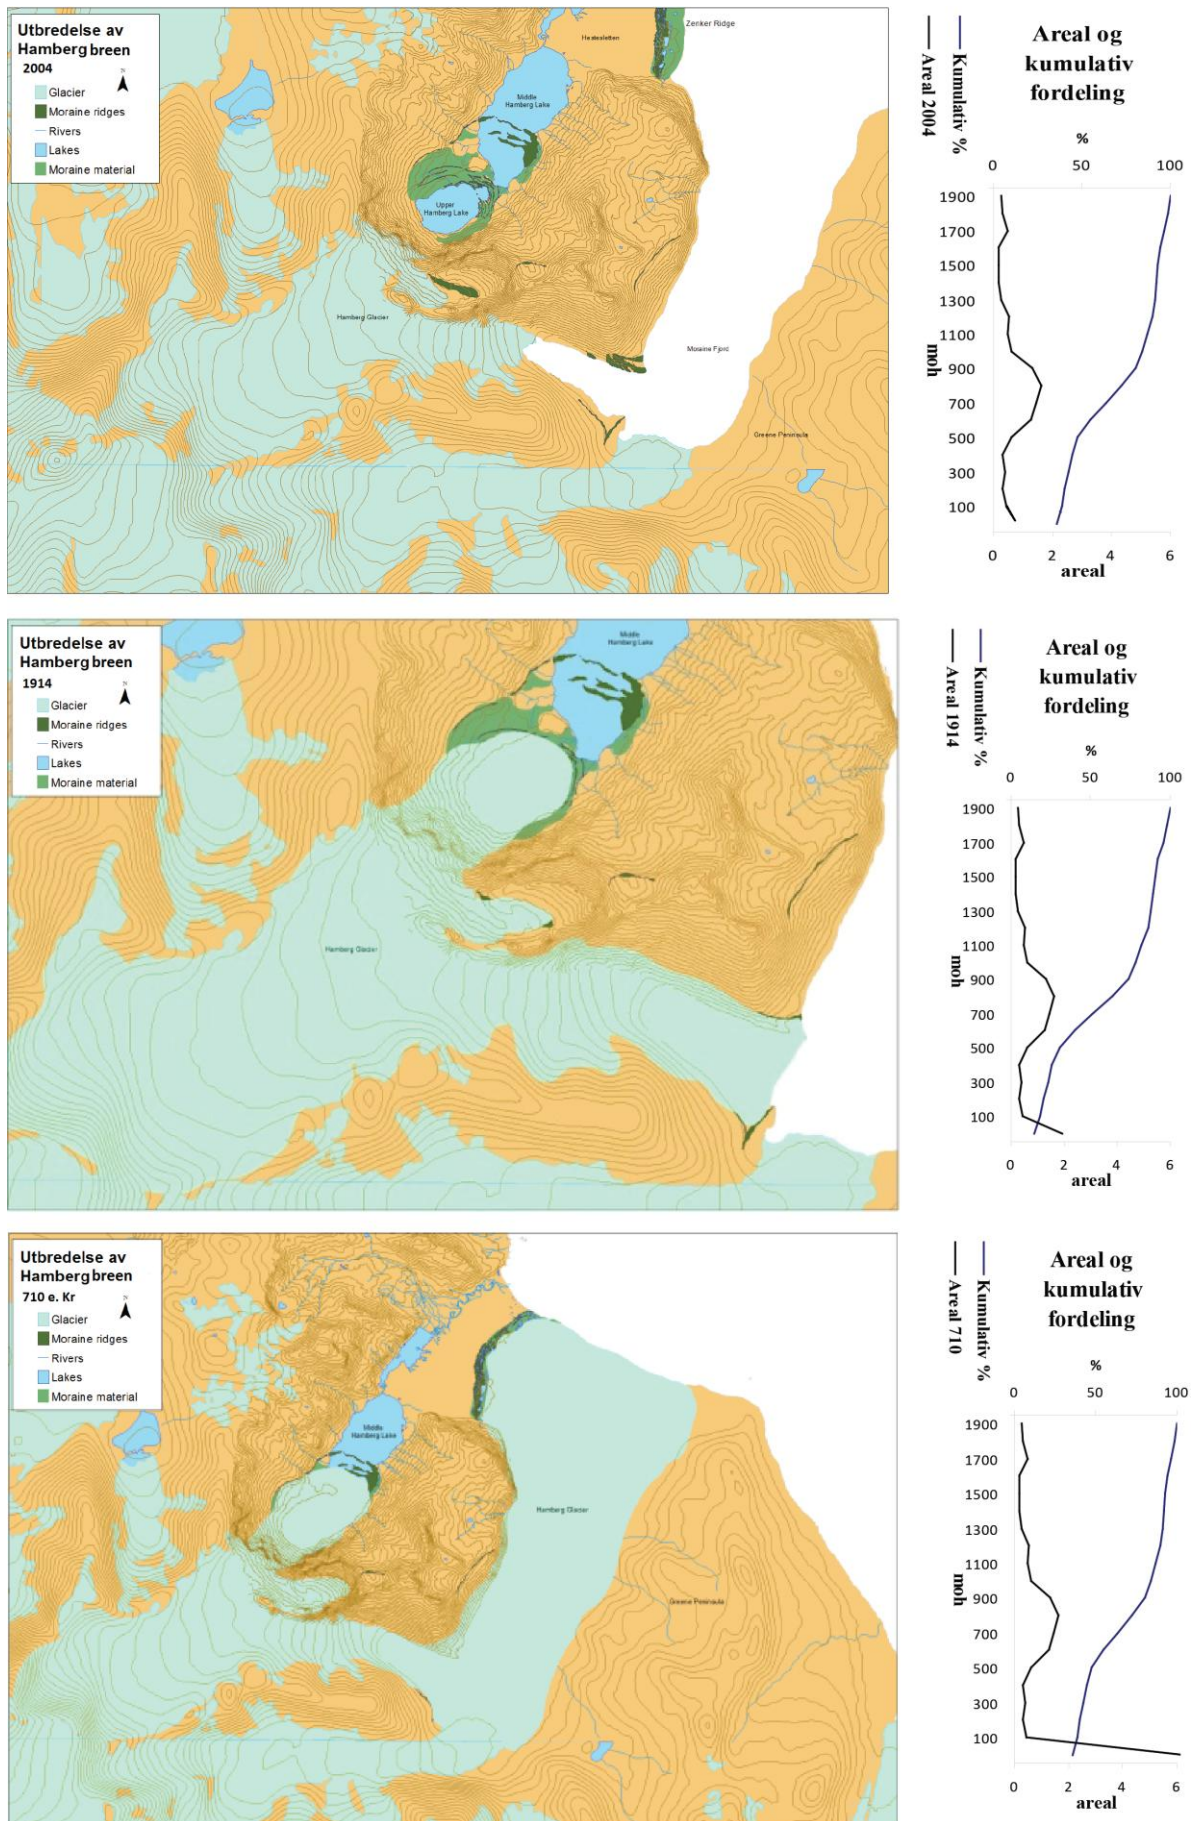 Utbredelse av
Hamberg breen
2004
N
Glacier
Moraine ridges
Rivers
Lakes
Moraine material
Zenker Ridge
Hestesletten
Middle
Hamberg Lake
Upper
Hamberg Lake
Hamberg Glacier
Moraine Fjord
Greene Peninsula
Areal 2004
Kumulativ %
Areal og
kumulativ
fordeling
%
0 50 100
1900
1700
1500
1300
1100
moh
900
700
500
300
100
0 2 4 6
areal
Utbredelse av
Hamberg breen
1914
N
Glacier
Moraine ridges
Rivers
Lakes
Moraine material
Middle
Hamberg Lake
Hamberg Glacier
Areal 1914
Kumulativ %
Areal og
kumulativ
fordeling
%
0 50 100
1900
1700
1500
1300
1100
moh
900
700
500
300
100
0 2 4 6
areal
Utbredelse av
Hamberg breen
710 e. Kr
N
Glacier
Moraine ridges
Rivers
Lakes
Moraine material
Middle
Hamberg Lake
Hamberg Glacier
Greene Peninsula
Areal 710
Kumulativ %
Areal og
kumulativ
fordeling
%
0 50 100
1900
1700
1500
1300
1100
moh
900
700
500
300
100
0 2 4 6
areal